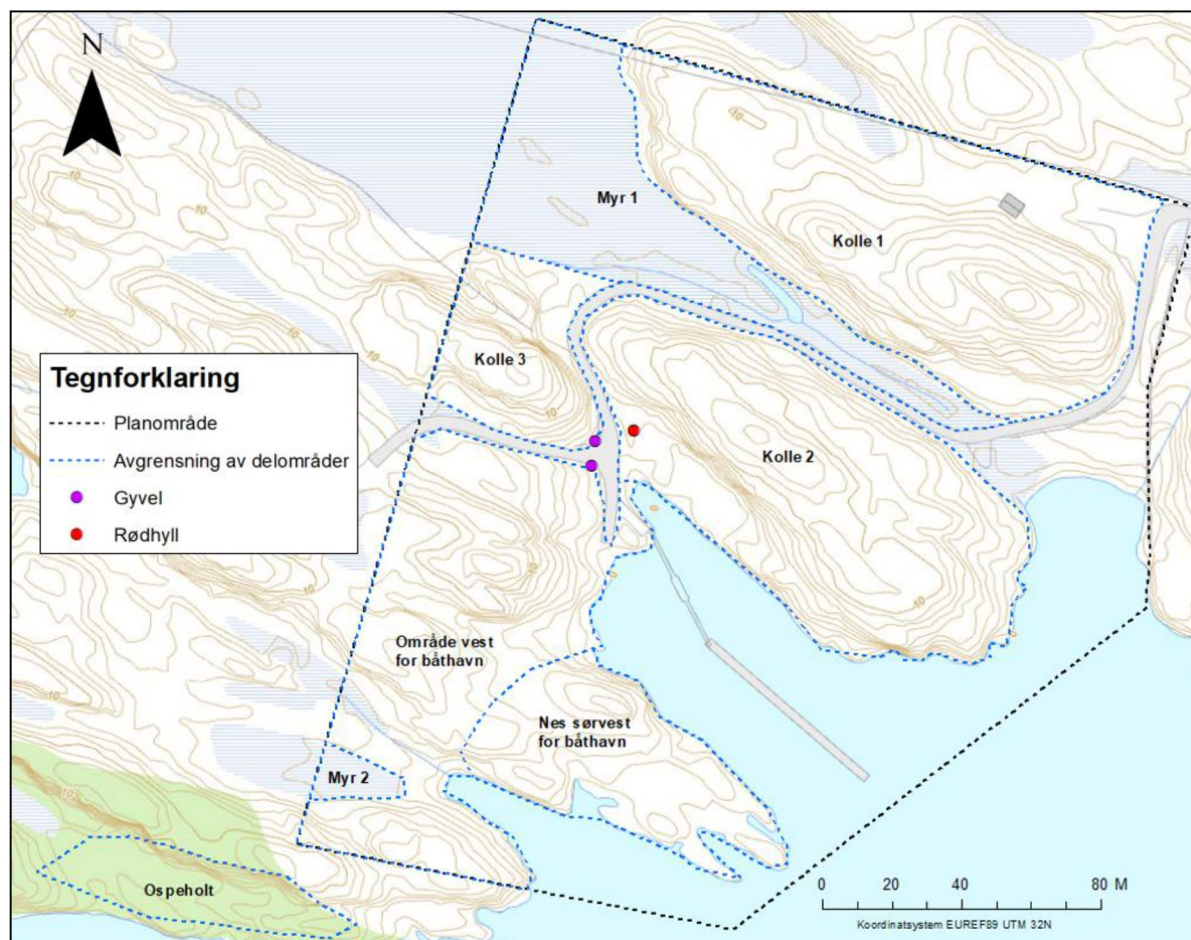 N
Myr 1
Kolle 1
Kolle 3
Kolle 2
Tegnforklaring
Planområde
Avgrensning av delområder
Gyvel
Rødhyll
Område vest
for båthavn
Nes sørvest
for båthavn
Myr 2
Ospeholt
0 20 40 80 M
Koordinatsystem EUREF89 UTM 32N
10
10
10
10
10
10